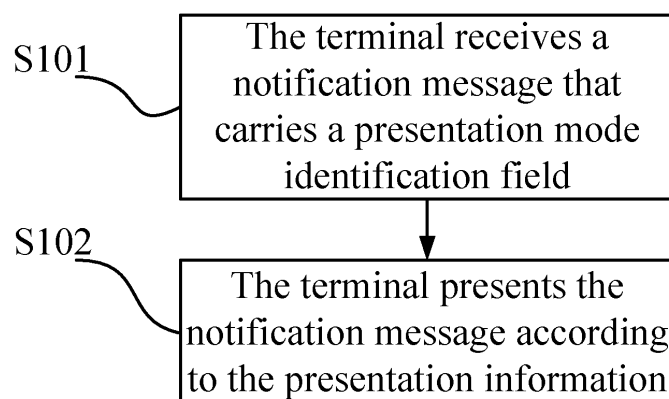 S101
The terminal receives a
notification message that
carries a presentation mode
identification field
S102
The terminal presents the
notification message according
to the presentation information